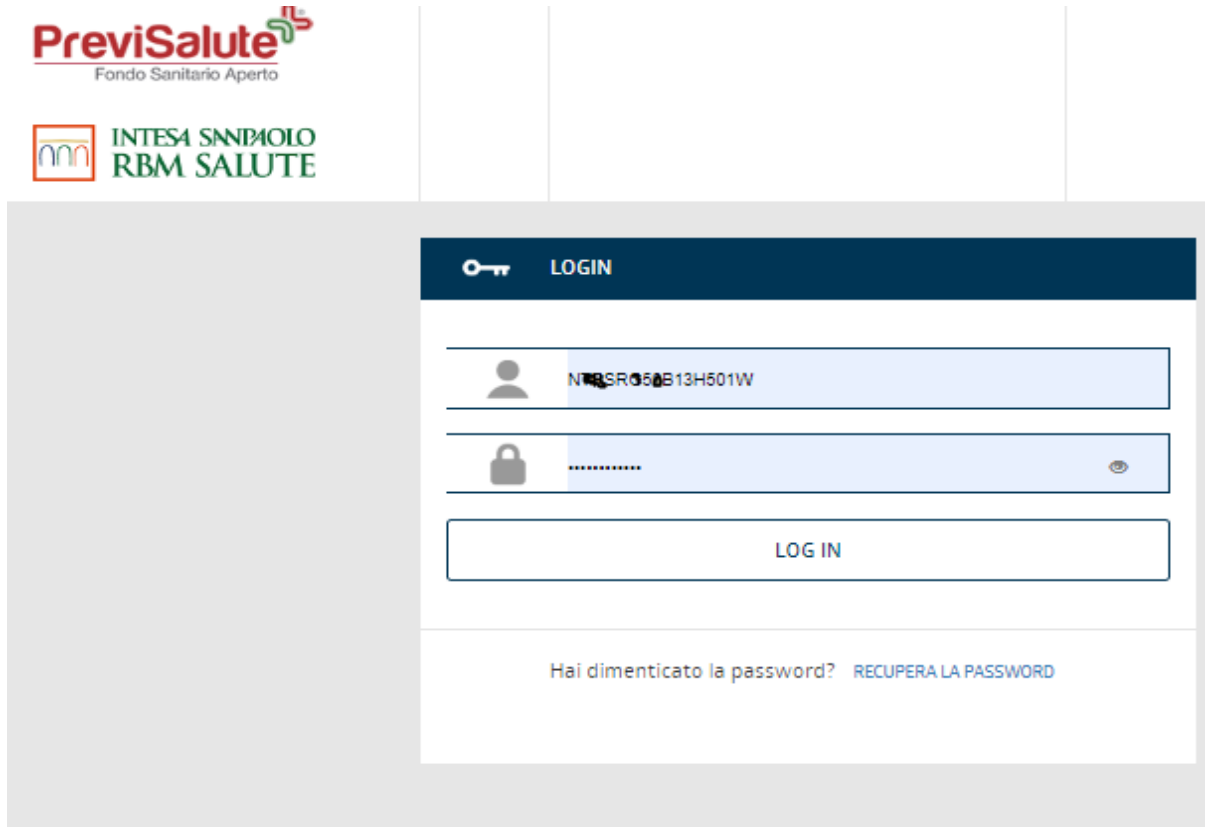 PreviSalute
Fondo Sanitario Aperto
INTESA SANPAOLO
RBM SALUTE
LOGIN
LOG IN
Hai dimenticato la password? RECUPERA LA PASSWORD